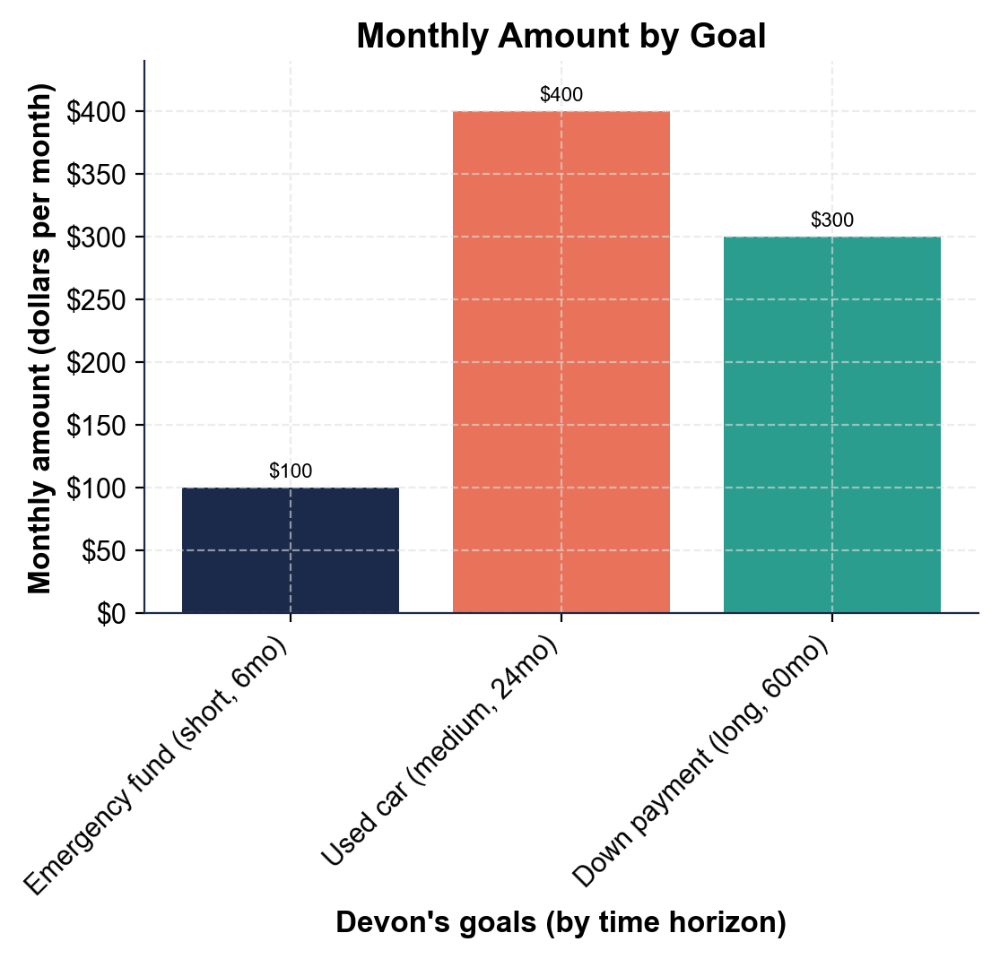 Monthly Amount by Goal
Monthly amount (dollars per month)
$400
$350
$300
$250
$200
$150
$100
$50
$0
$100
$400
$300
Emergency fund (short, 6mo)
Used car (medium, 24mo)
Down payment (long, 60mo)
Devon's goals (by time horizon)